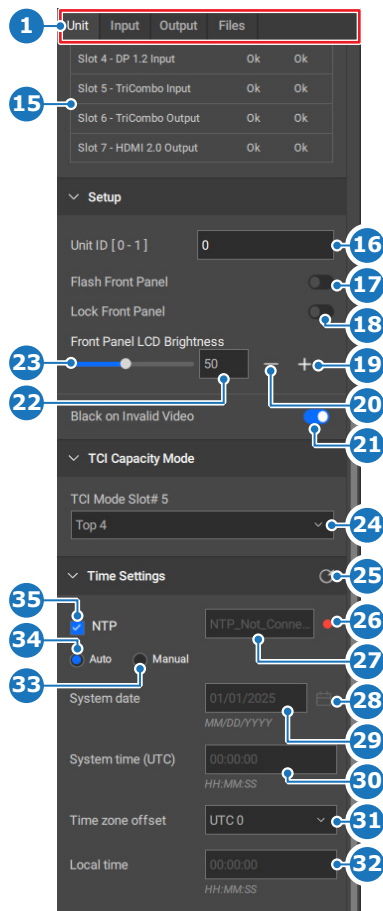 1 Unit Input Output Files
Slot 4 - DP 1.2 Input Ok Ok
15 Slot 5 - TriCombo Input Ok Ok
Slot 6 - TriCombo Output Ok Ok
Slot 7 - HDMI 2.0 Output Ok Ok
Setup
Unit ID [ 0 - 1 ] 0 16
Flash Front Panel 17
Lock Front Panel 18
Front Panel LCD Brightness
23 50 19
22 20
Black on Invalid Video 21
TCI Capacity Mode
TCI Mode Slot# 5
Top 4 24
Time Settings 25
35 NTP NTP_Not_Conne... 26
34 Auto Manual 27
33 System date 01/01/2025 28
MM/DD/YYYY 29
System time (UTC) 00:00:00
HH:MM:SS 30
Time zone offset UTC 0 31
Local time 00:00:00 32
HH:MM:SS